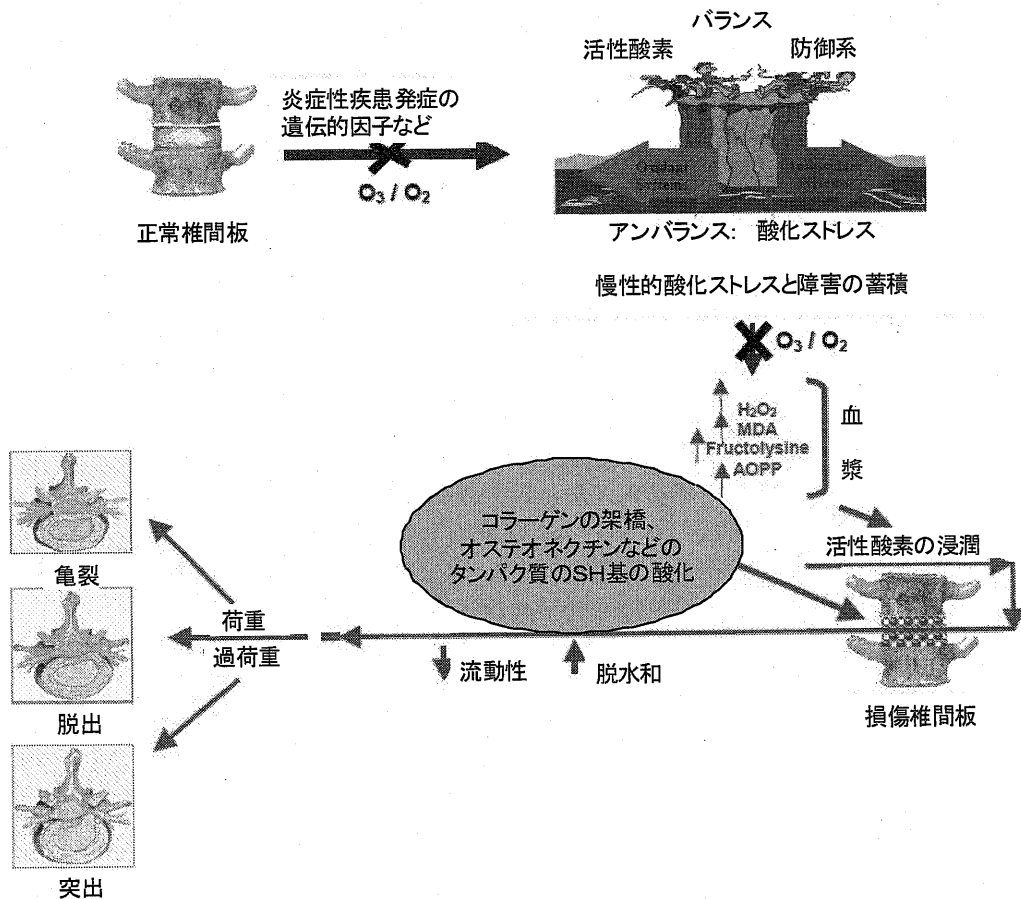 バランス
活性酸素
防御系
炎症性疾患発症の
遺伝的因子など
O₃ / O₂
正常椎間板
アンバランス: 酸化ストレス
慢性的酸化ストレスと障害の蓄積
O₃ / O₂
H₂O₂
MDA
Fructolysine
AOPP
血
漿
活性酸素の浸潤
コラーゲンの架橋、
オステオネクチンなどの
タンパク質のSH基の酸化
亀裂
荷重
過荷重
流動性
脱水和
損傷椎間板
脱出
突出